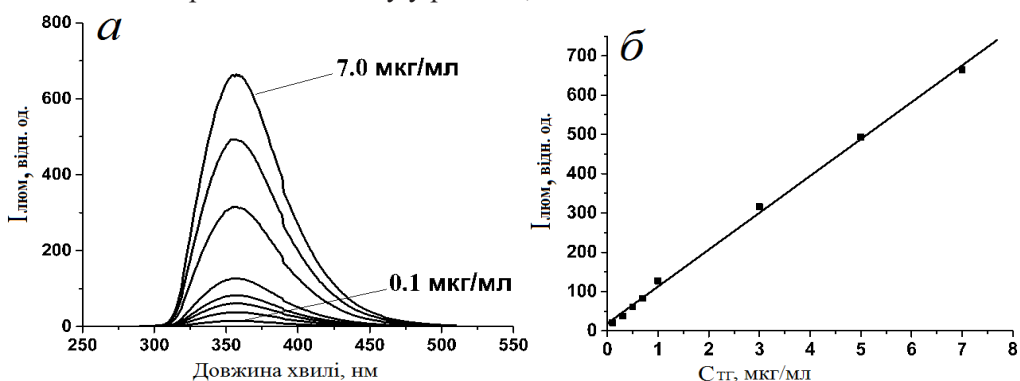 а
800
600
400
200
0
Iлюм, відн. од.
7.0 мкг/мл
0.1 мкг/мл
250 300 350 400 450 500 550
Довжина хвилі, нм
б
700
600
500
400
300
200
100
0
Iлюм, відн. од.
0 1 2 3 4 5 6 7 8
CТГ, мкг/мл